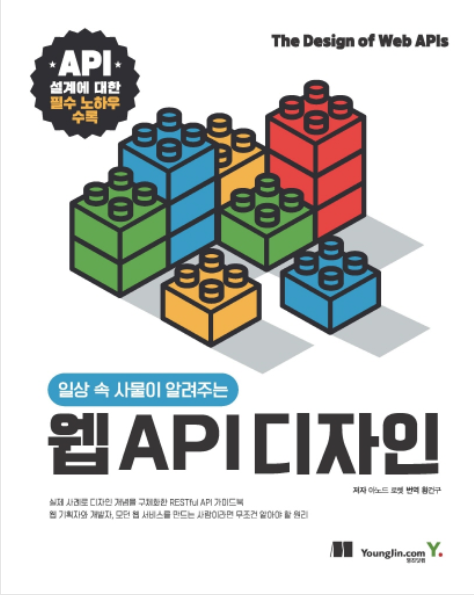 The Design of Web APIs
API
설계에 대한
필수 노하우
수록
일상 속 사물이 알려주는
웹 API 디자인
저자 아노드 로렛 번역 황건구
실제 사례로 디자인 개념을 구체화한 RESTful API 가이드북
웹 기획자와 개발자, 모던 웹 서비스를 만드는 사람이라면 무조건 알아야 할 원리
YoungJin.com Y.
영진닷컴